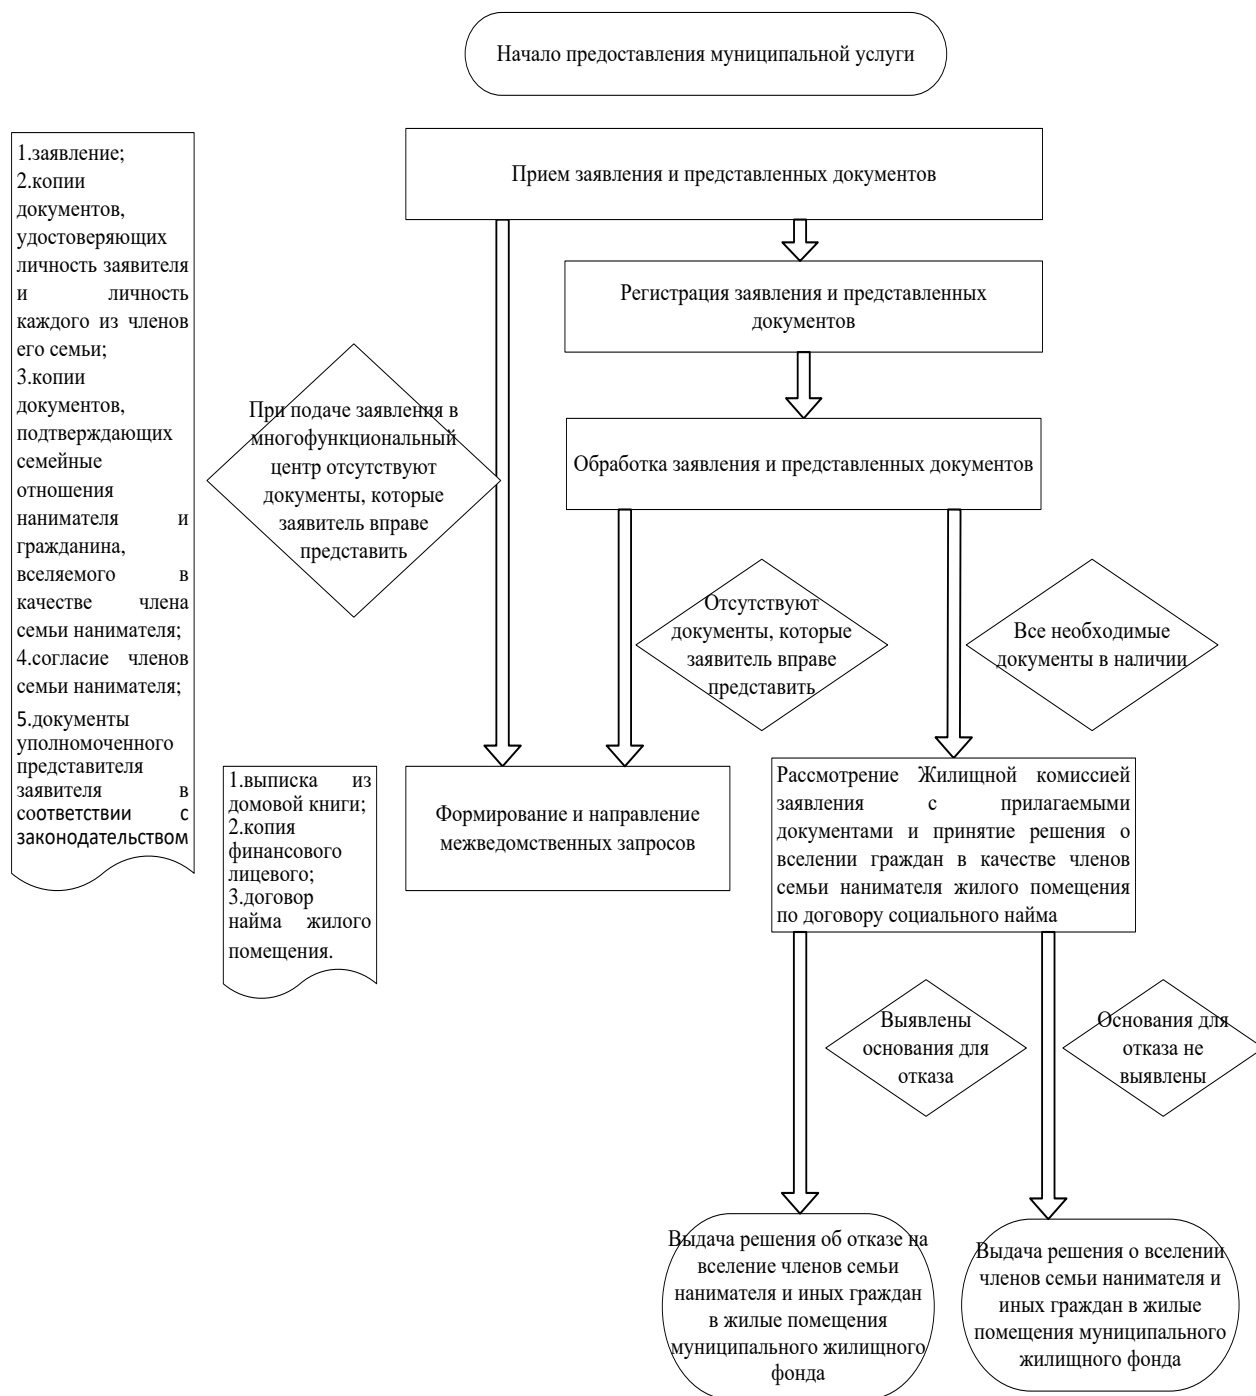 Начало предоставления муниципальной услуги
1.заявление;
2.копии
документов,
удостоверяющих
личность заявителя
и личность
каждого из членов
его семьи;
3.копии
документов,
подтверждающих
семейные
отношения
нанимателя и
гражданина,
вселяемого в
качестве члена
семьи нанимателя;
4.согласие членов
семьи нанимателя;
5.документы
уполномоченного
представителя
заявителя в
соответствии с
законодательством
Прием заявления и представленных документов
Регистрация заявления и представленных
документов
При подаче заявления в
многофункциональный
центр отсутствуют
документы, которые
заявитель вправе
представить
Обработка заявления и представленных документов
Отсутствуют
документы, которые
заявитель вправе
представить
Все необходимые
документы в наличии
1.выписка из
домовой книги;
2.копия
финансового
лицевого;
3.договор
найма жилого
помещения.
Формирование и направление
межведомственных запросов
Рассмотрение Жилищной комиссией
заявления с прилагаемыми
документами и принятие решения о
вселении граждан в качестве членов
семьи нанимателя жилого помещения
по договору социального найма
Выявлены
основания для
отказа
Основания для
отказа не
выявлены
Выдача решения об отказе на
вселение членов семьи
нанимателя и иных граждан
в жилые помещения
муниципального жилищного
фонда
Выдача решения о вселении
членов семьи нанимателя и
иных граждан в жилые
помещения муниципального
жилищного фонда